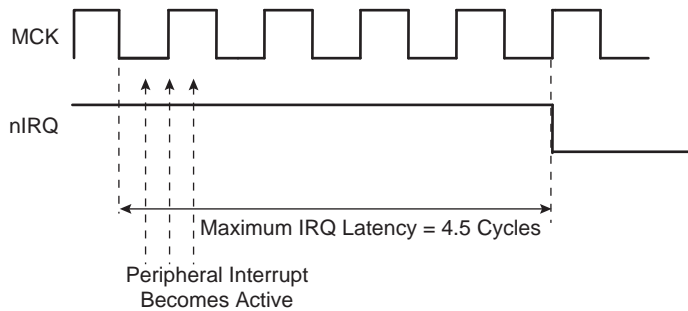 MCK
nIRQ
Maximum IRQ Latency = 4.5 Cycles
Peripheral Interrupt
Becomes Active